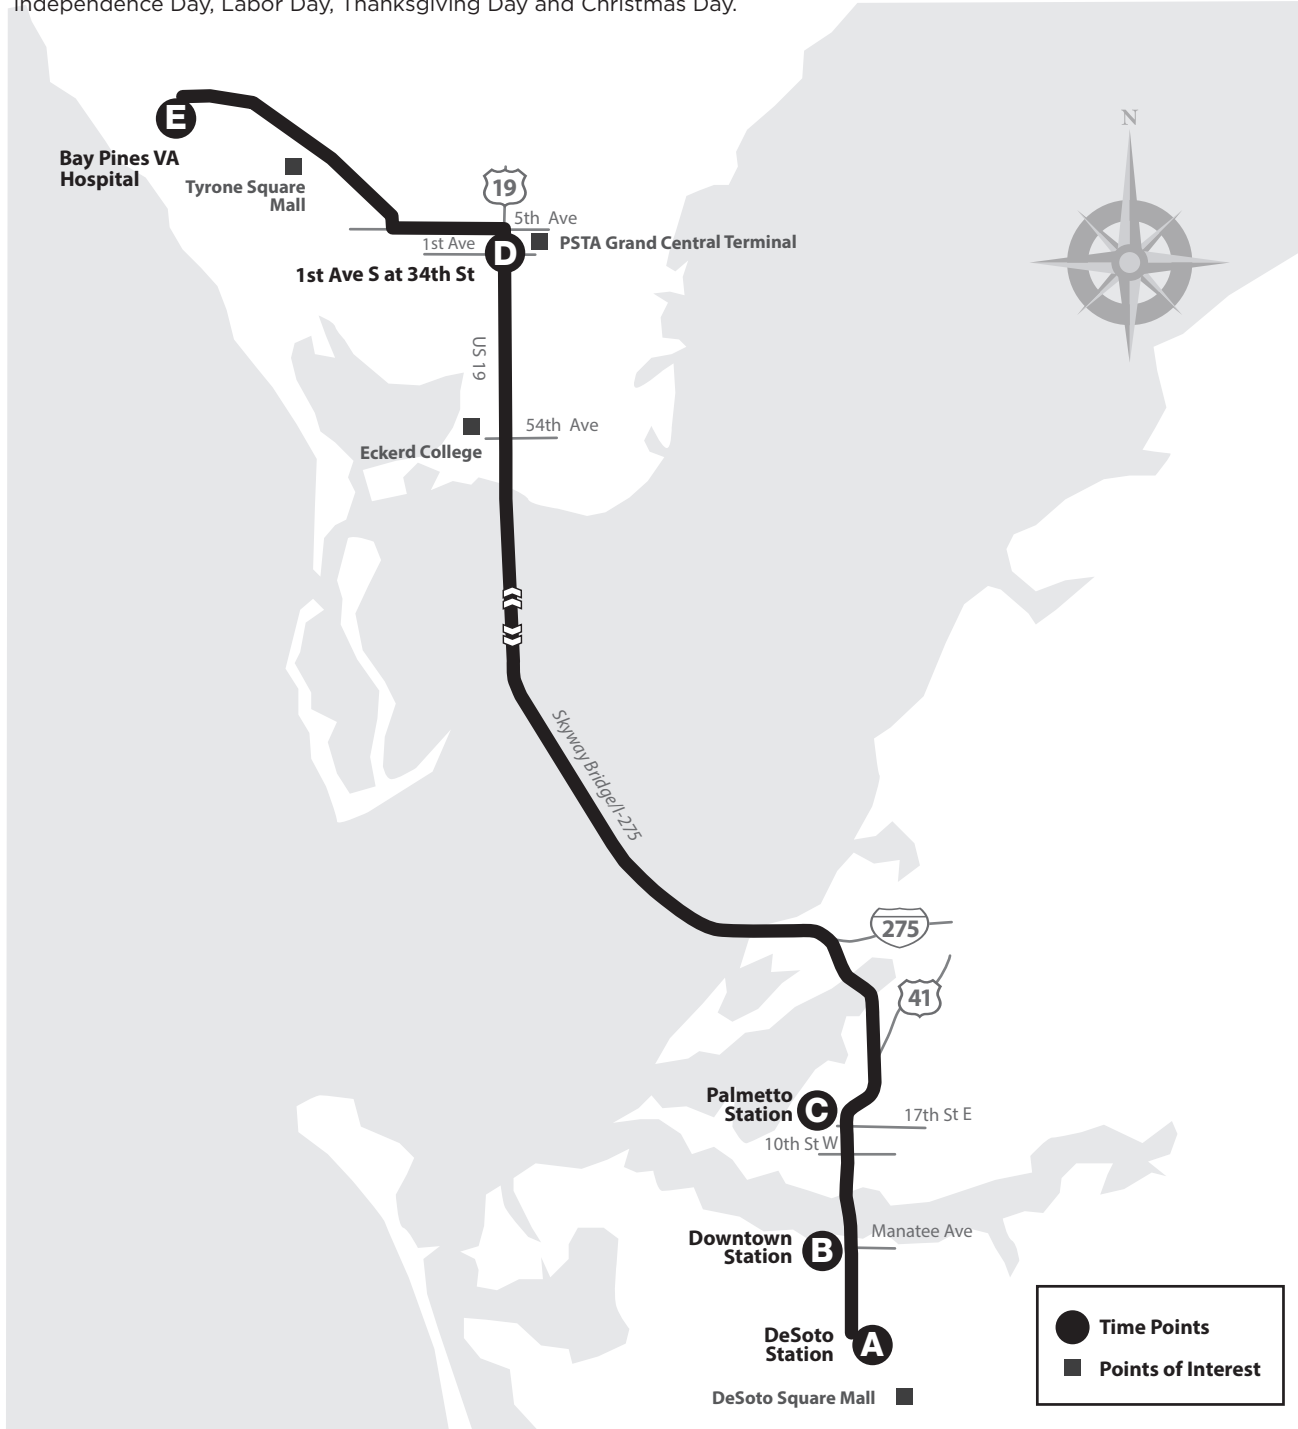 Independence Day, Labor Day, Thanksgiving Day and Christmas Day.
N
E
Bay Pines VA
Hospital
Tyrone Square
Mall
19
5th Ave
1st Ave
D
PSTA Grand Central Terminal
1st Ave S at 34th St
US 19
54th Ave
Eckerd College
Skyway Bridge/I-275
275
41
Palmetto
Station
C
17th St E
10th St W
Manatee Ave
Downtown
Station
B
DeSoto
Station
A
DeSoto Square Mall
Time Points
Points of Interest